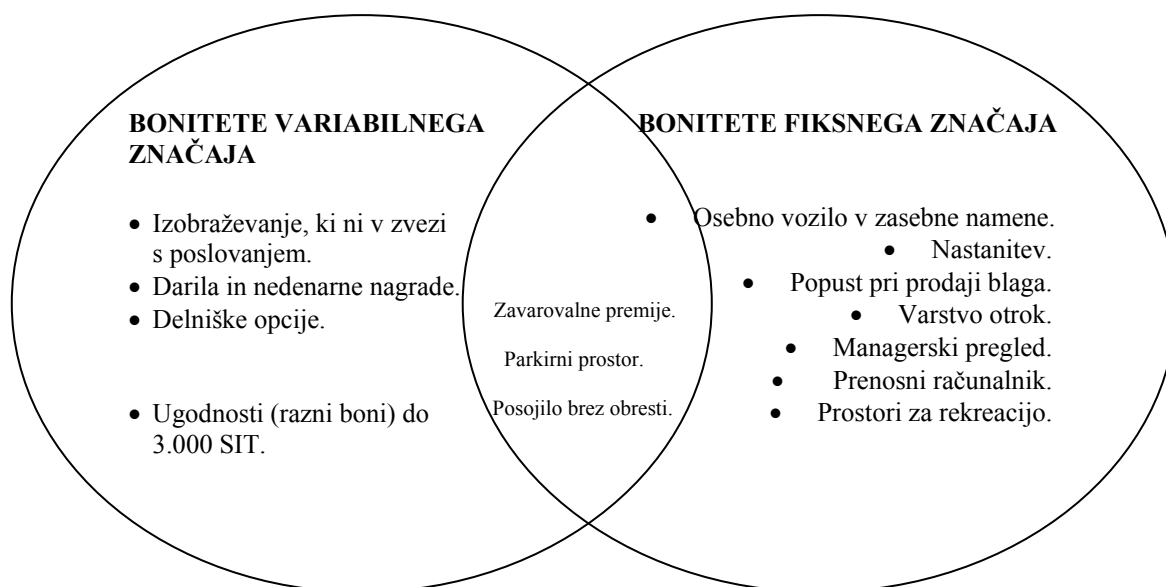 BONITETE VARIABILNEGA
ZNAČAJA
• Izobraževanje, ki ni v zvezi
s poslovanjem.
• Darila in nedenarne nagrade.
• Delniške opcije.
• Ugodnosti (razni boni) do
3.000 SIT.
Zavarovalne premije.
Parkirni prostor.
Posojilo brez obresti.
BONITETE FIKSNEGA ZNAČAJA
• Osebno vozilo v zasebne namene.
• Nastanitev.
• Popust pri prodaji blaga.
• Varstvo otrok.
• Managerski pregled.
• Prenosni računalnik.
• Prostori za rekreacijo.